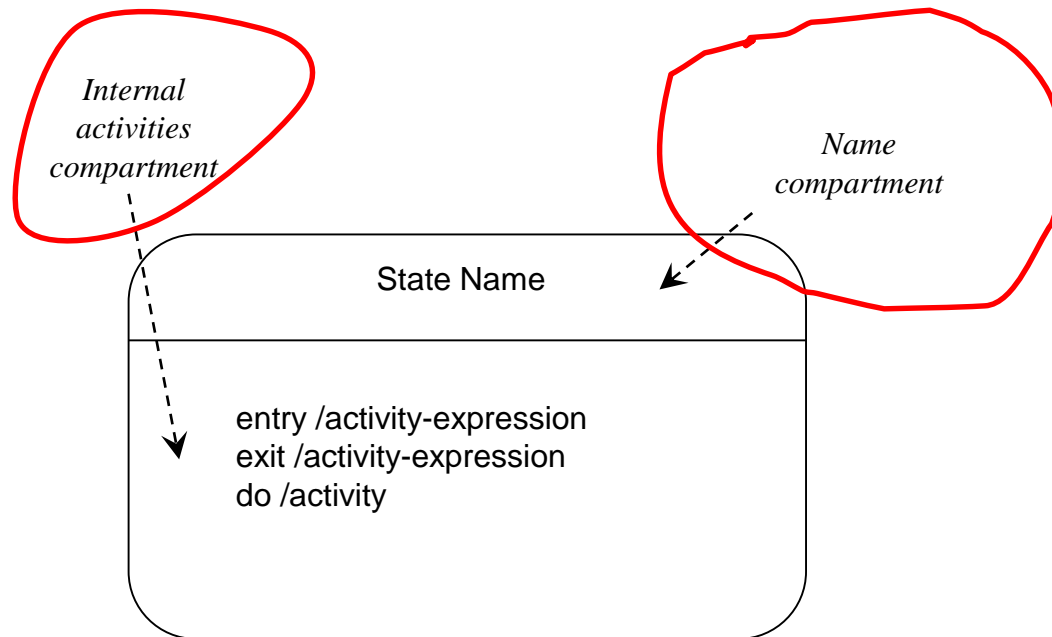 Internal
activities
compartment
Name
compartment
State Name
entry /activity-expression
exit /activity-expression
do /activity